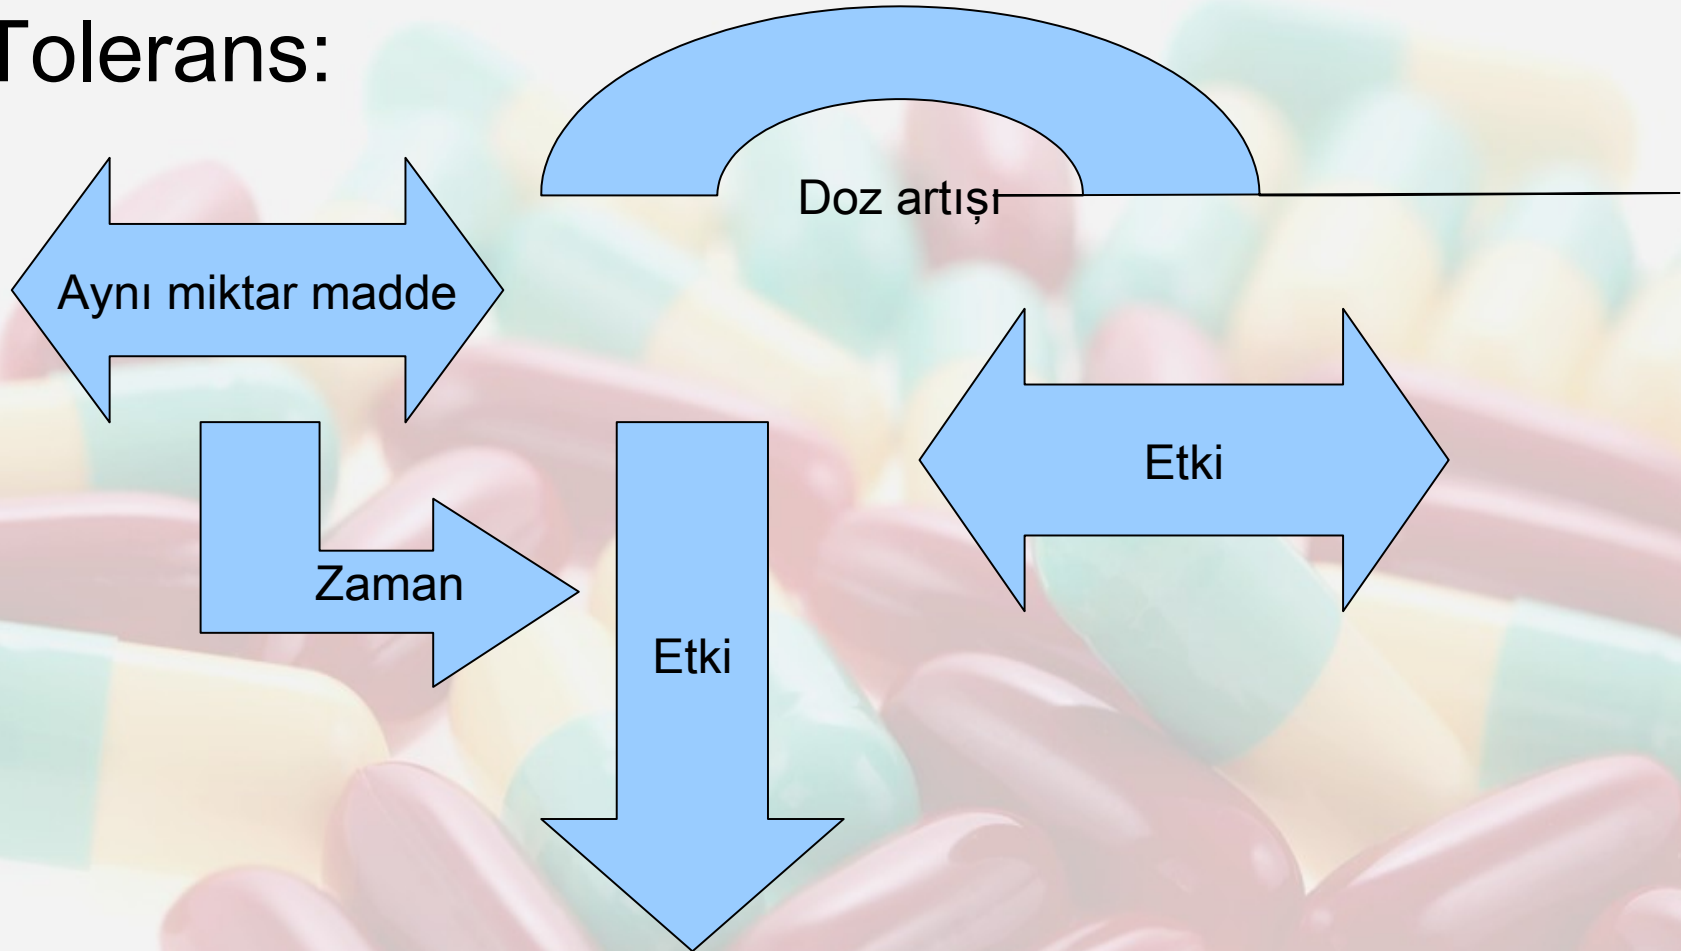 Tolerans:
Doz artışı
Aynı miktar madde
Etki
Zaman
Etki